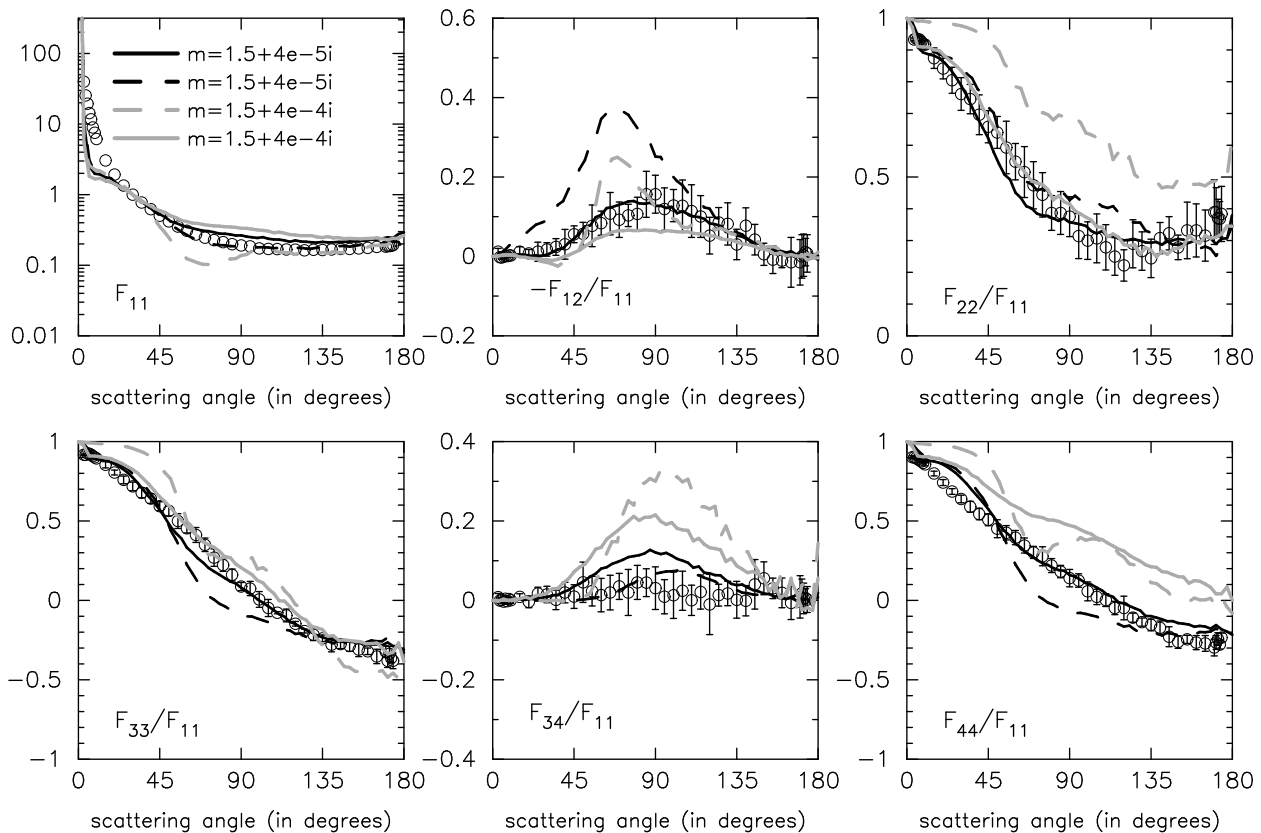 100
10
1
0.1
0.01
m=1.5+4e−5i
m=1.5+4e−5i
m=1.5+4e−4i
m=1.5+4e−4i
F11
0 45 90 135 180
scattering angle (in degrees)
0.6
0.4
0.2
0
−0.2
−F12/F11
0 45 90 135 180
scattering angle (in degrees)
1
0.5
0
F22/F11
0 45 90 135 180
scattering angle (in degrees)
1
0.5
0
−0.5
−1
F33/F11
0 45 90 135 180
scattering angle (in degrees)
0.4
0.2
0
−0.2
−0.4
F34/F11
0 45 90 135 180
scattering angle (in degrees)
1
0.5
0
−0.5
−1
F44/F11
0 45 90 135 180
scattering angle (in degrees)